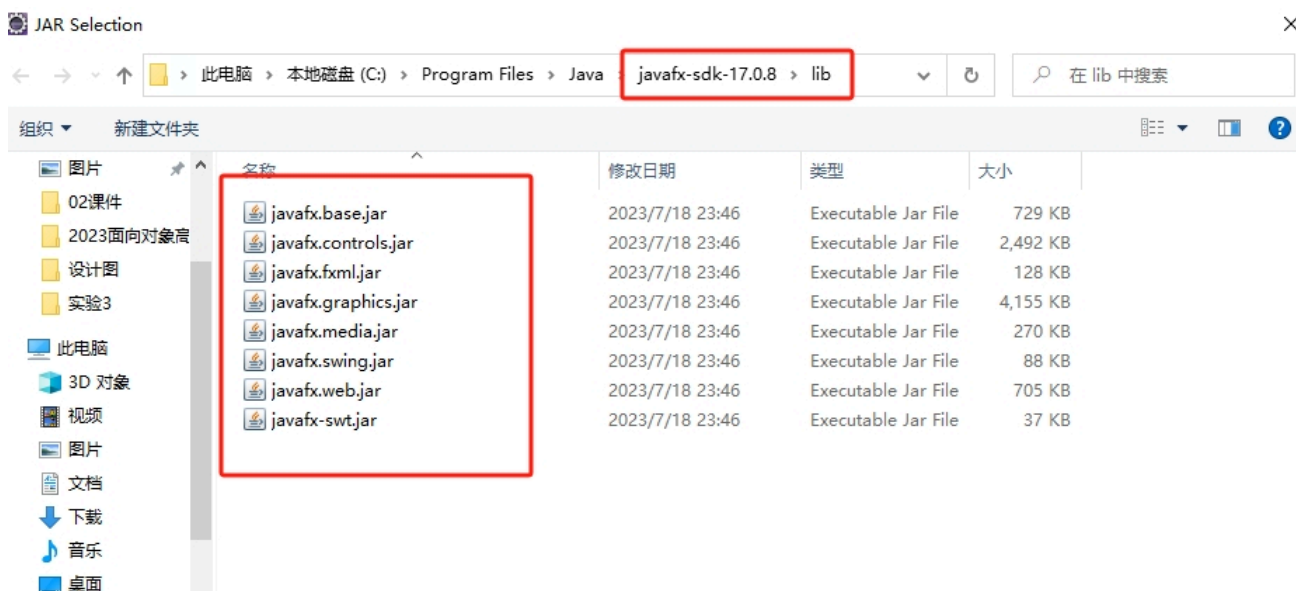 JAR Selection
此电脑 › 本地磁盘 (C:) › Program Files › Java › javafx-sdk-17.0.8 › lib
在 lib 中搜索
组织
新建文件夹
图片
02课件
2023面向对象高
设计图
实验3
此电脑
3D 对象
视频
图片
文档
下载
音乐
桌面
名称 修改日期 类型 大小
javafx.base.jar 2023/7/18 23:46 Executable Jar File 729 KB
javafx.controls.jar 2023/7/18 23:46 Executable Jar File 2,492 KB
javafx.fxml.jar 2023/7/18 23:46 Executable Jar File 128 KB
javafx.graphics.jar 2023/7/18 23:46 Executable Jar File 4,155 KB
javafx.media.jar 2023/7/18 23:46 Executable Jar File 270 KB
javafx.swing.jar 2023/7/18 23:46 Executable Jar File 88 KB
javafx.web.jar 2023/7/18 23:46 Executable Jar File 705 KB
javafx-swt.jar 2023/7/18 23:46 Executable Jar File 37 KB